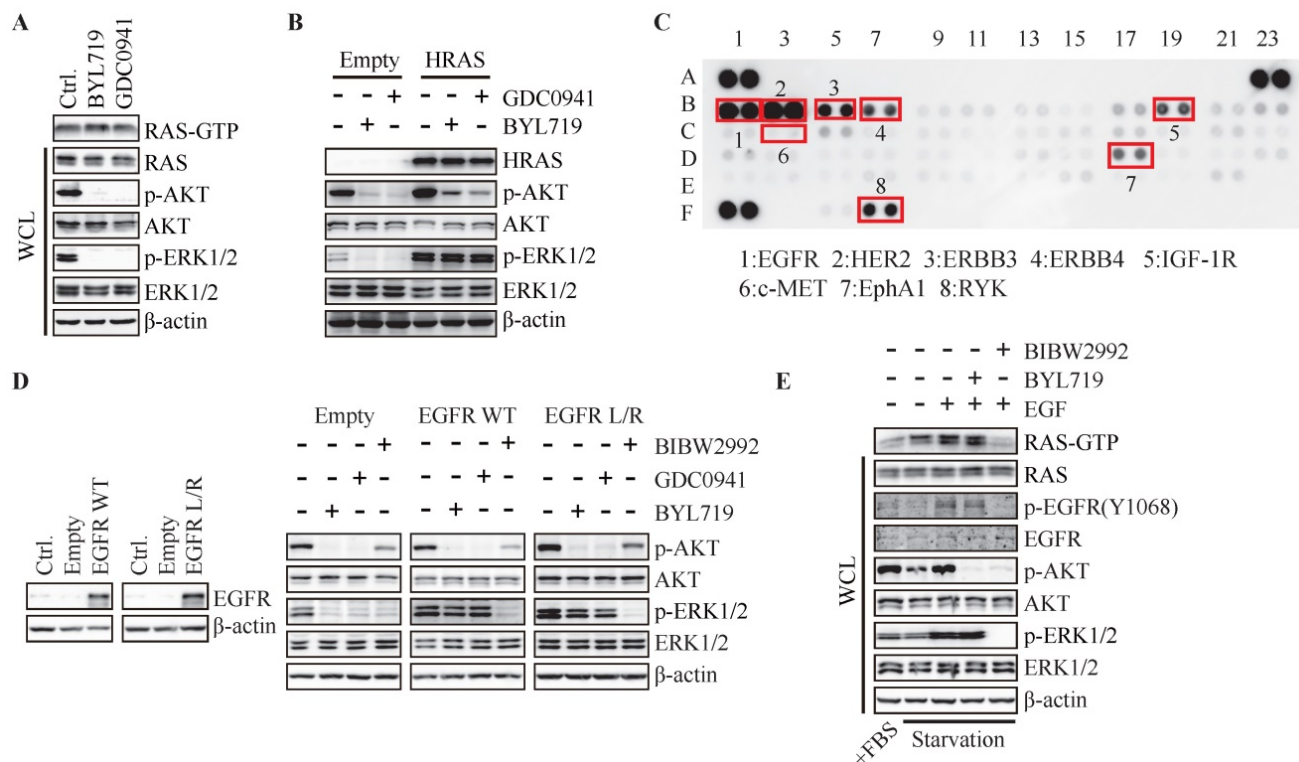 A
Ctrl.
BYL719
GDC0941
RAS-GTP
RAS
p-AKT
AKT
p-ERK1/2
ERK1/2
β-actin
WCL
B
Empty HRAS
- - + - - + GDC0941
- + - - + - BYL719
HRAS
p-AKT
AKT
p-ERK1/2
ERK1/2
β-actin
C
1 3 5 7 9 11 13 15 17 19 21 23
A
B
C
D
E
F
2 3
1 4 5
6
7
8
1:EGFR 2:HER2 3:ERBB3 4:ERBB4 5:IGF-1R
6:c-MET 7:EphA1 8:RYK
D
Ctrl.
Empty
EGFR WT
Ctrl.
Empty
EGFR L/R
EGFR
β-actin
Empty EGFR WT EGFR L/R
- - - + - - - + - - - + BIBW2992
- - + - - - + - - - + - GDC0941
- + - - - + - - - + - - BYL719
p-AKT
AKT
p-ERK1/2
ERK1/2
β-actin
E
- - - - + BIBW2992
- - - + - BYL719
- - + + + EGF
RAS-GTP
RAS
p-EGFR(Y1068)
EGFR
p-AKT
AKT
p-ERK1/2
ERK1/2
β-actin
WCL
+FBS
Starvation